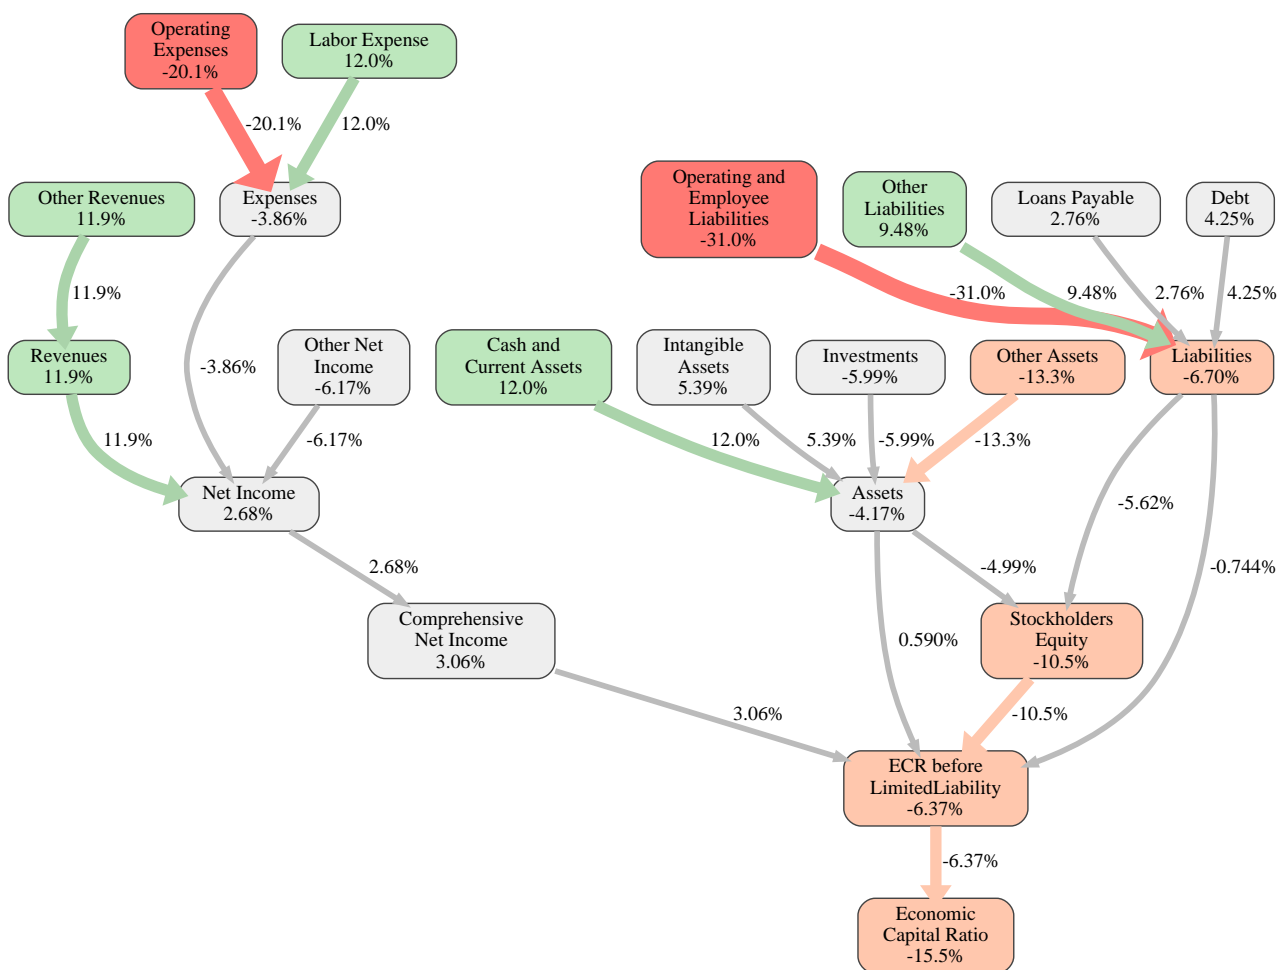 Operating
Expenses
-20.1%
Labor Expense
12.0%
-20.1%
12.0%
Other Revenues
11.9%
Expenses
-3.86%
Operating and
Employee
Liabilities
-31.0%
Other
Liabilities
9.48%
Loans Payable
2.76%
Debt
4.25%
11.9%
-31.0%
9.48%
2.76%
4.25%
Revenues
11.9%
-3.86%
Other Net
Income
-6.17%
Cash and
Current Assets
12.0%
Intangible
Assets
5.39%
Investments
-5.99%
Other Assets
-13.3%
Liabilities
-6.70%
11.9%
-6.17%
12.0%
5.39%
-5.99%
-13.3%
Net Income
2.68%
Assets
-4.17%
-5.62%
2.68%
-4.99%
-0.744%
Comprehensive
Net Income
3.06%
0.590%
Stockholders
Equity
-10.5%
3.06%
-10.5%
ECR before
LimitedLiability
-6.37%
-6.37%
Economic
Capital Ratio
-15.5%